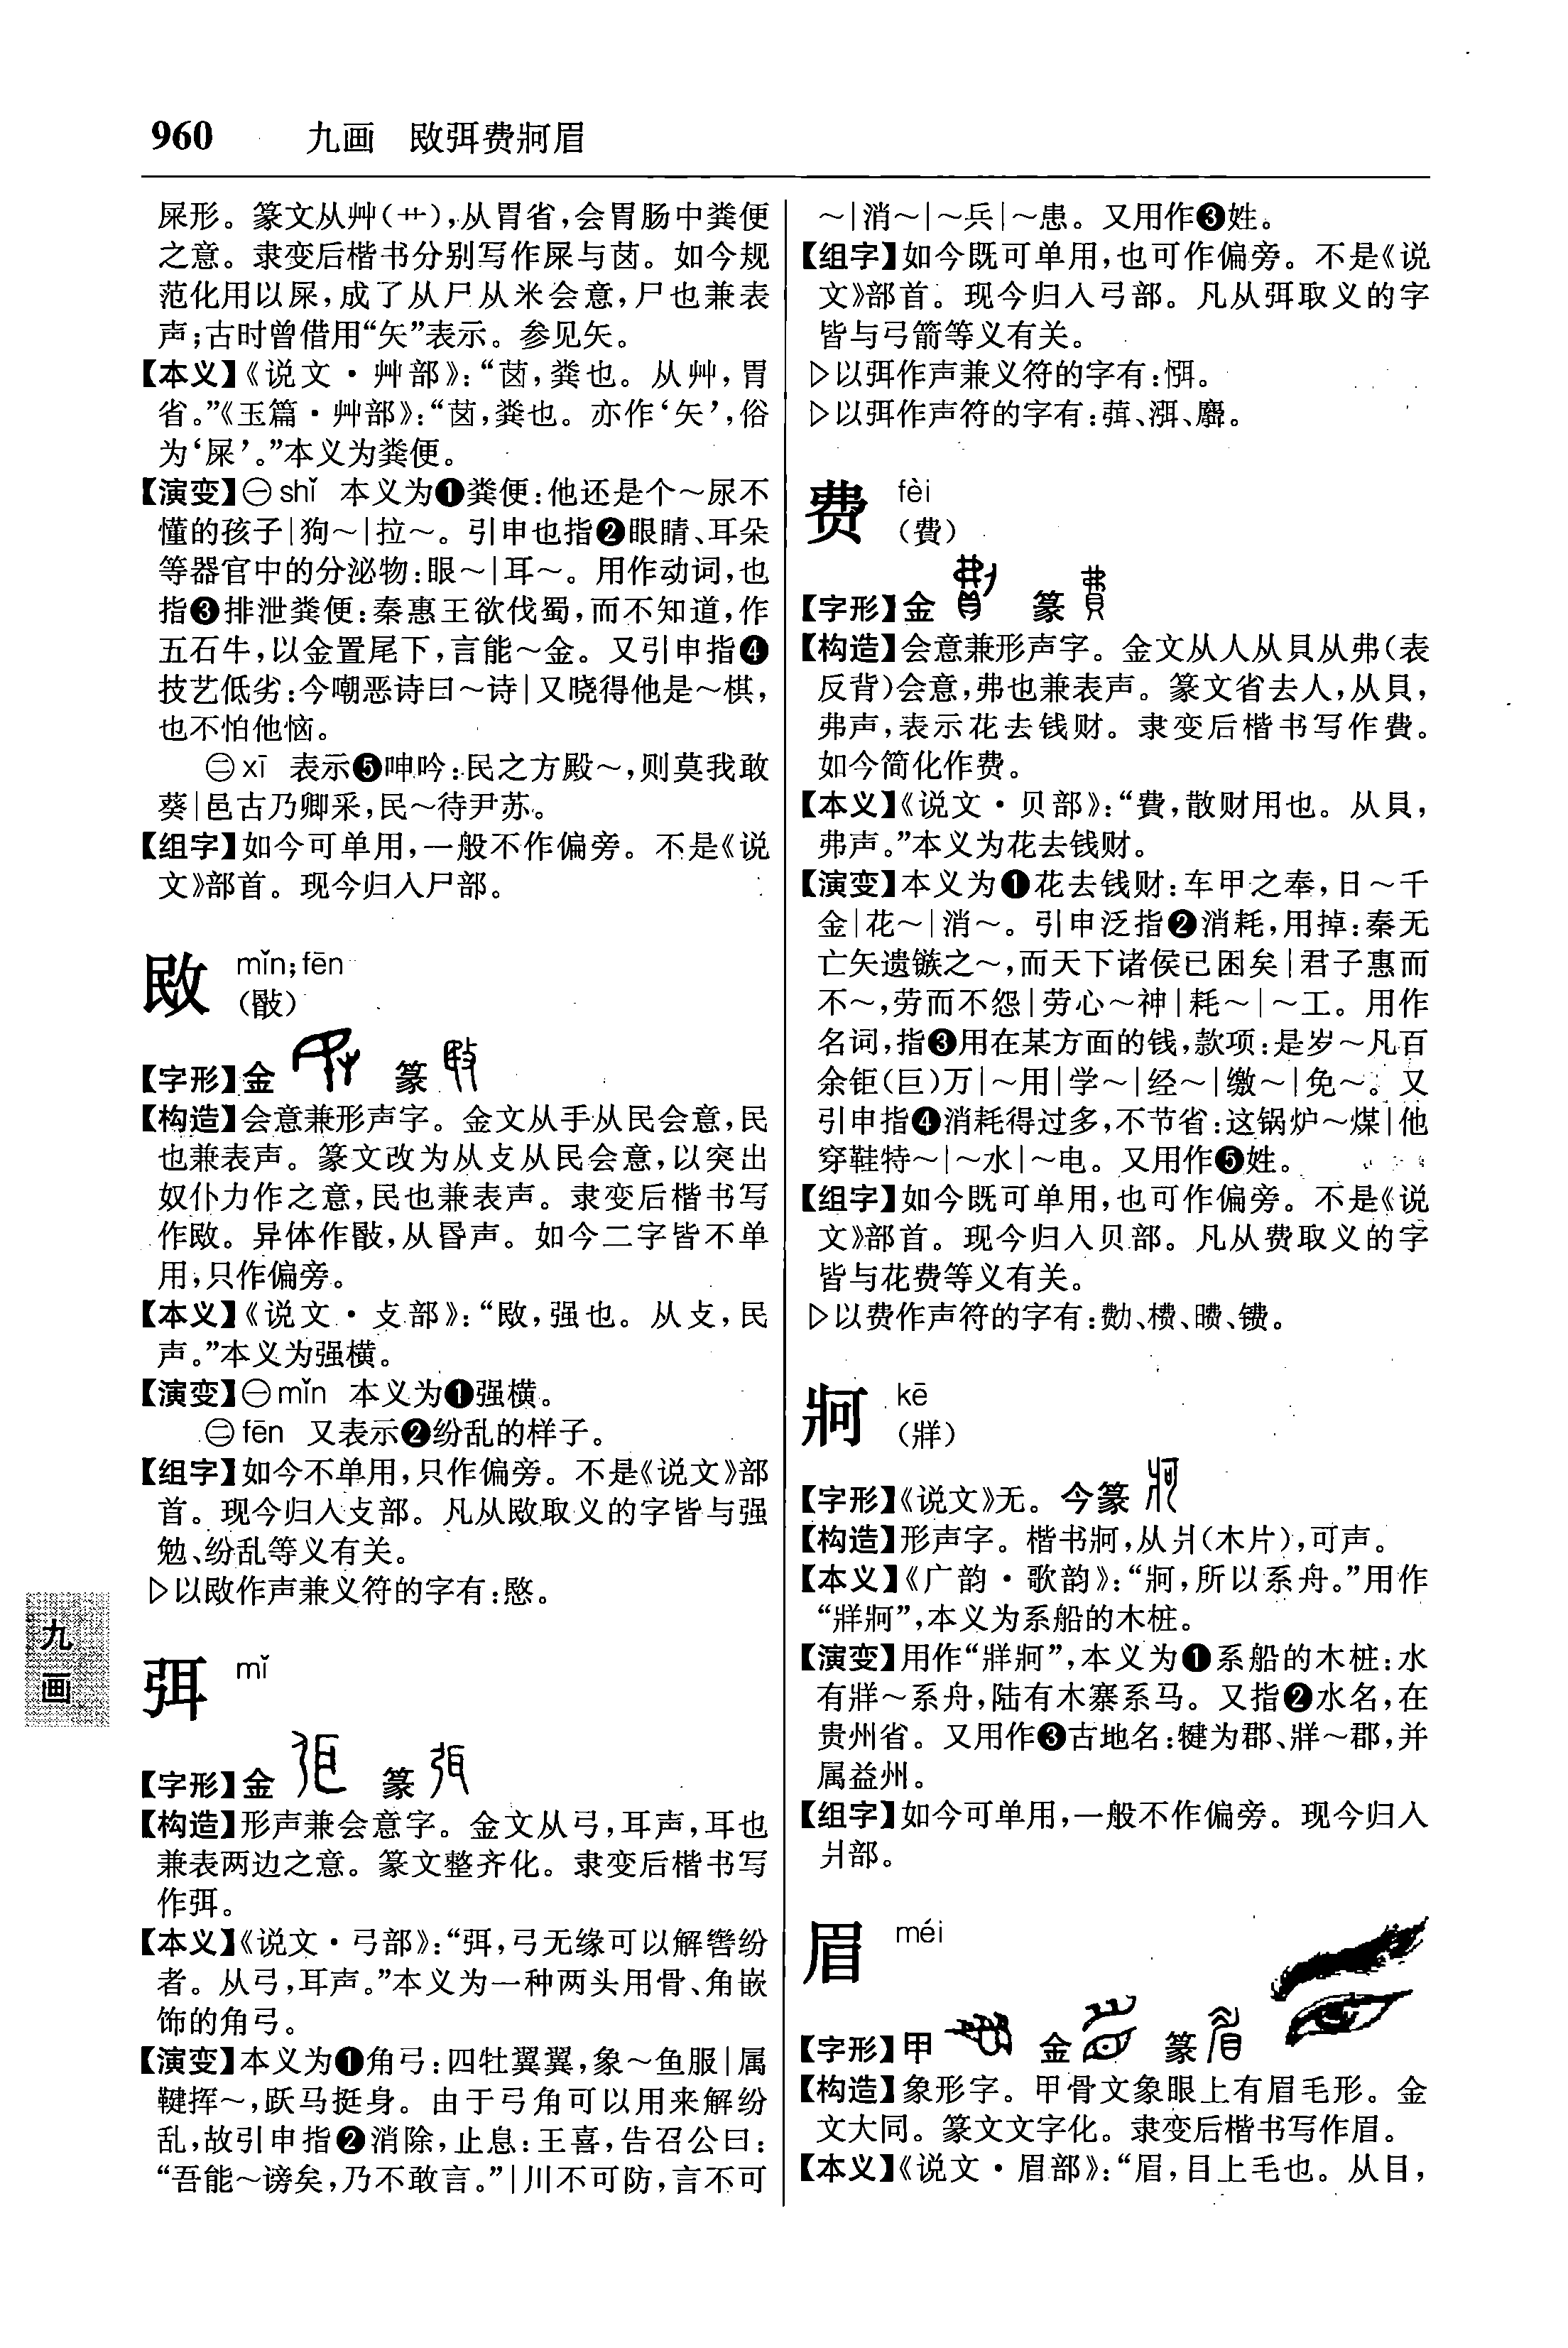 960 九画 敃弭费牁眉
屎形。篆文从艸(艹),从胃省,会胃肠中粪便
之意。隶变后楷书分别写作屎与𦳊。如今规
范化用以屎,成了从尸从米会意,尸也兼表
声;古时曾借用“矢”表示。参见矢。
【本义】《说文·艸部》:“𦳊,粪也。从艸,胃
省。”《玉篇·艸部》:“𦳊,粪也。亦作‘矢’,俗
为‘屎’。”本义为粪便。
【演变】㊀shǐ 本义为❶粪便:他还是个～尿不
懂的孩子|狗～|拉～。引申也指❷眼睛、耳朵
等器官中的分泌物:眼～|耳～。用作动词,也
指❸排泄粪便:秦惠王欲伐蜀,而不知道,作
五石牛,以金置尾下,言能～金。又引申指❹
技艺低劣:今嘲恶诗曰～诗|又晓得他是～棋,
也不怕他恼。
㊁xī 表示❺呻吟:民之方殿～,则莫我敢
葵|邑古乃卿采,民～待尹苏。
【组字】如今可单用,一般不作偏旁。不是《说
文》部首。现今归入尸部。
敃 mǐn;fēn
(敯)
【字形】金 篆
【构造】会意兼形声字。金文从手从民会意,民
也兼表声。篆文改为从攴从民会意,以突出
奴仆力作之意,民也兼表声。隶变后楷书写
作敃。异体作敯,从昬声。如今二字皆不单
用,只作偏旁。
【本义】《说文·攴部》:“敃,强也。从攴,民
声。”本义为强横。
【演变】㊀mǐn 本义为❶强横。
㊁fēn 又表示❷纷乱的样子。
【组字】如今不单用,只作偏旁。不是《说文》部
首。现今归入攴部。凡从敃取义的字皆与强
勉、纷乱等义有关。
▷以敃作声兼义符的字有:愍。
弭 mǐ
【字形】金 篆
【构造】形声兼会意字。金文从弓,耳声,耳也
兼表两边之意。篆文整齐化。隶变后楷书写
作弭。
【本义】《说文·弓部》:“弭,弓无缘可以解辔纷
者。从弓,耳声。”本义为一种两头用骨、角嵌
饰的角弓。
【演变】本义为❶角弓:四牡翼翼,象～鱼服|属
鞬挥～,跃马挺身。由于弓角可以用来解纷
乱,故引申指❷消除,止息:王喜,告召公曰:
“吾能～谤矣,乃不敢言。”|川不可防,言不可
九
画
～|消～|～兵|～患。又用作❸姓。
【组字】如今既可单用,也可作偏旁。不是《说
文》部首。现今归入弓部。凡从弭取义的字
皆与弓箭等义有关。
▷以弭作声兼义符的字有:㥝。
▷以弭作声符的字有:葞、渳、麛。
费 fèi
(費)
【字形】金 篆
【构造】会意兼形声字。金文从人从貝从弗(表
反背)会意,弗也兼表声。篆文省去人,从貝,
弗声,表示花去钱财。隶变后楷书写作費。
如今简化作费。
【本义】《说文·贝部》:“費,散财用也。从貝,
弗声。”本义为花去钱财。
【演变】本义为❶花去钱财:车甲之奉,日～千
金|花～|消～。引申泛指❷消耗,用掉:秦无
亡矢遗镞之～,而天下诸侯已困矣|君子惠而
不～,劳而不怨|劳心～神|耗～|～工。用作
名词,指❸用在某方面的钱,款项:是岁～凡百
余钜(巨)万|～用|学～|经～|缴～|免～。又
引申指❹消耗得过多,不节省:这锅炉～煤|他
穿鞋特～|～水|～电。又用作❺姓。
【组字】如今既可单用,也可作偏旁。不是《说
文》部首。现今归入贝部。凡从费取义的字
皆与花费等义有关。
▷以费作声符的字有:
牁 kē
(牂)
【字形】《说文》无。今篆
【构造】形声字。楷书牁,从爿(木片),可声。
【本义】《广韵·歌韵》:“牁,所以系舟。”用作
“牂牁”,本义为系船的木桩。
【演变】用作“牂牁”,本义为❶系船的木桩:水
有牂～系舟,陆有木寨系马。又指❷水名,在
贵州省。又用作❸古地名:犍为郡、牂～郡,并
属益州。
【组字】如今可单用,一般不作偏旁。现今归入
爿部。
眉 méi
【字形】甲 金 篆
【构造】象形字。甲骨文象眼上有眉毛形。金
文大同。篆文文字化。隶变后楷书写作眉。
【本义】《说文·眉部》:“眉,目上毛也。从目,